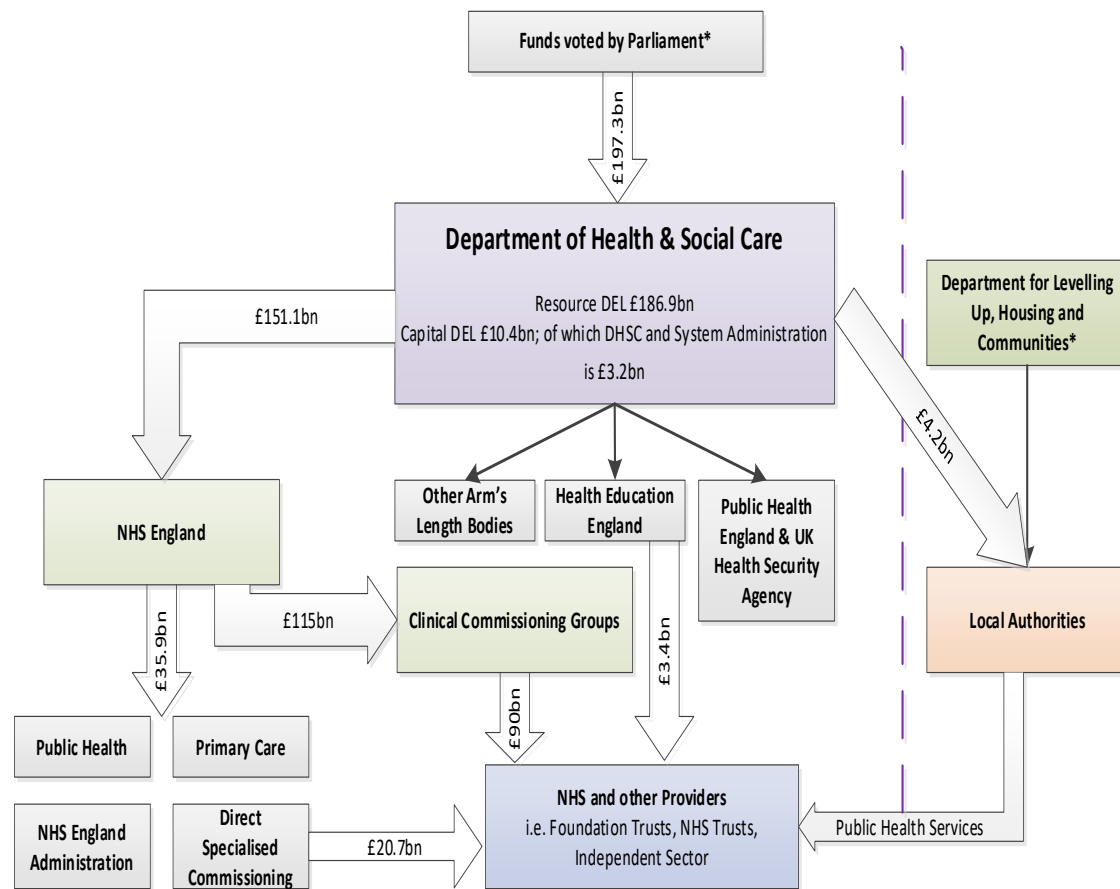 Funds voted by Parliament*
£197.3bn
Department of Health & Social Care
Resource DEL £186.9bn
Capital DEL £10.4bn; of which DHSC and System Administration
is £3.2bn
£151.1bn
£4.2bn
Department for Levelling
Up, Housing and
Communities*
NHS England
Other Arm's
Length Bodies
Health Education
England
Public Health
England & UK
Health Security
Agency
£115bn
Clinical Commissioning Groups
Local Authorities
£35.9bn
£3.4bn
£90bn
Public Health
Primary Care
NHS England
Administration
Direct
Specialised
Commissioning
£20.7bn
NHS and other Providers
i.e. Foundation Trusts, NHS Trusts,
Independent Sector
Public Health Services